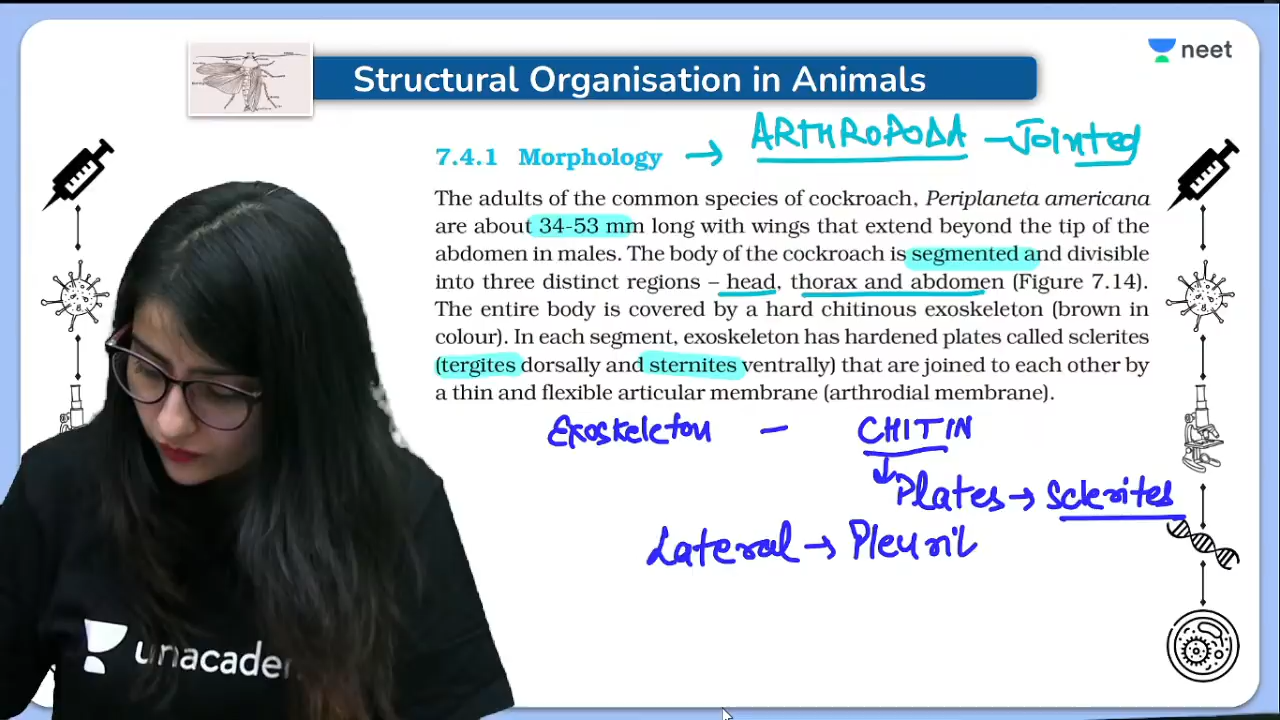 neet
Structural Organisation in Animals
ARTHROPODA – Jointed
7.4.1 Morphology →
The adults of the common species of cockroach, Periplaneta americana
are about 34-53 mm long with wings that extend beyond the tip of the
abdomen in males. The body of the cockroach is segmented and divisible
into three distinct regions – head, thorax and abdomen (Figure 7.14).
The entire body is covered by a hard chitinous exoskeleton (brown in
colour). In each segment, exoskeleton has hardened plates called sclerites
(tergites dorsally and sternites ventrally) that are joined to each other by
a thin and flexible articular membrane (arthrodial membrane).
Exoskeleton – CHITIN
↓
Plates → Sclerites
Lateral → Pleuril
unacade